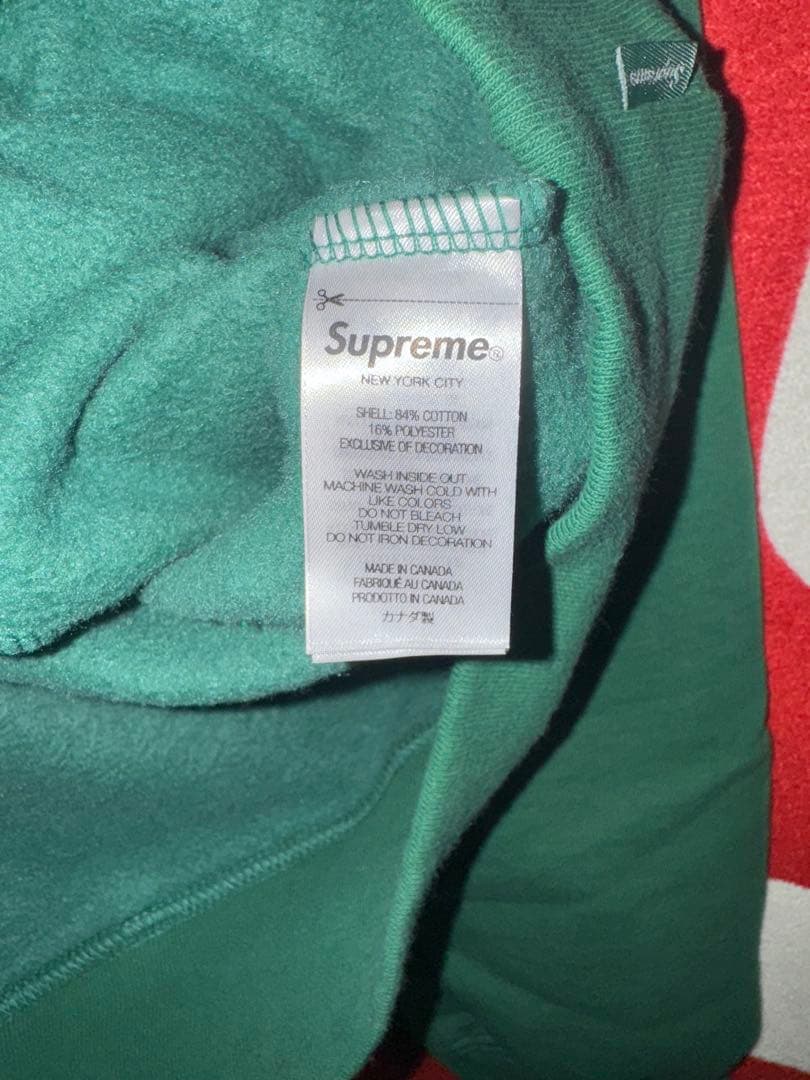 Supreme
Supreme®
NEW YORK CITY
SHELL: 84% COTTON
16% POLYESTER
EXCLUSIVE OF DECORATION
WASH INSIDE OUT
MACHINE WASH COLD WITH
LIKE COLORS
DO NOT BLEACH
TUMBLE DRY LOW
DO NOT IRON DECORATION
MADE IN CANADA
FABRIQUÉ AU CANADA
PRODOTTO IN CANADA
カナダ製